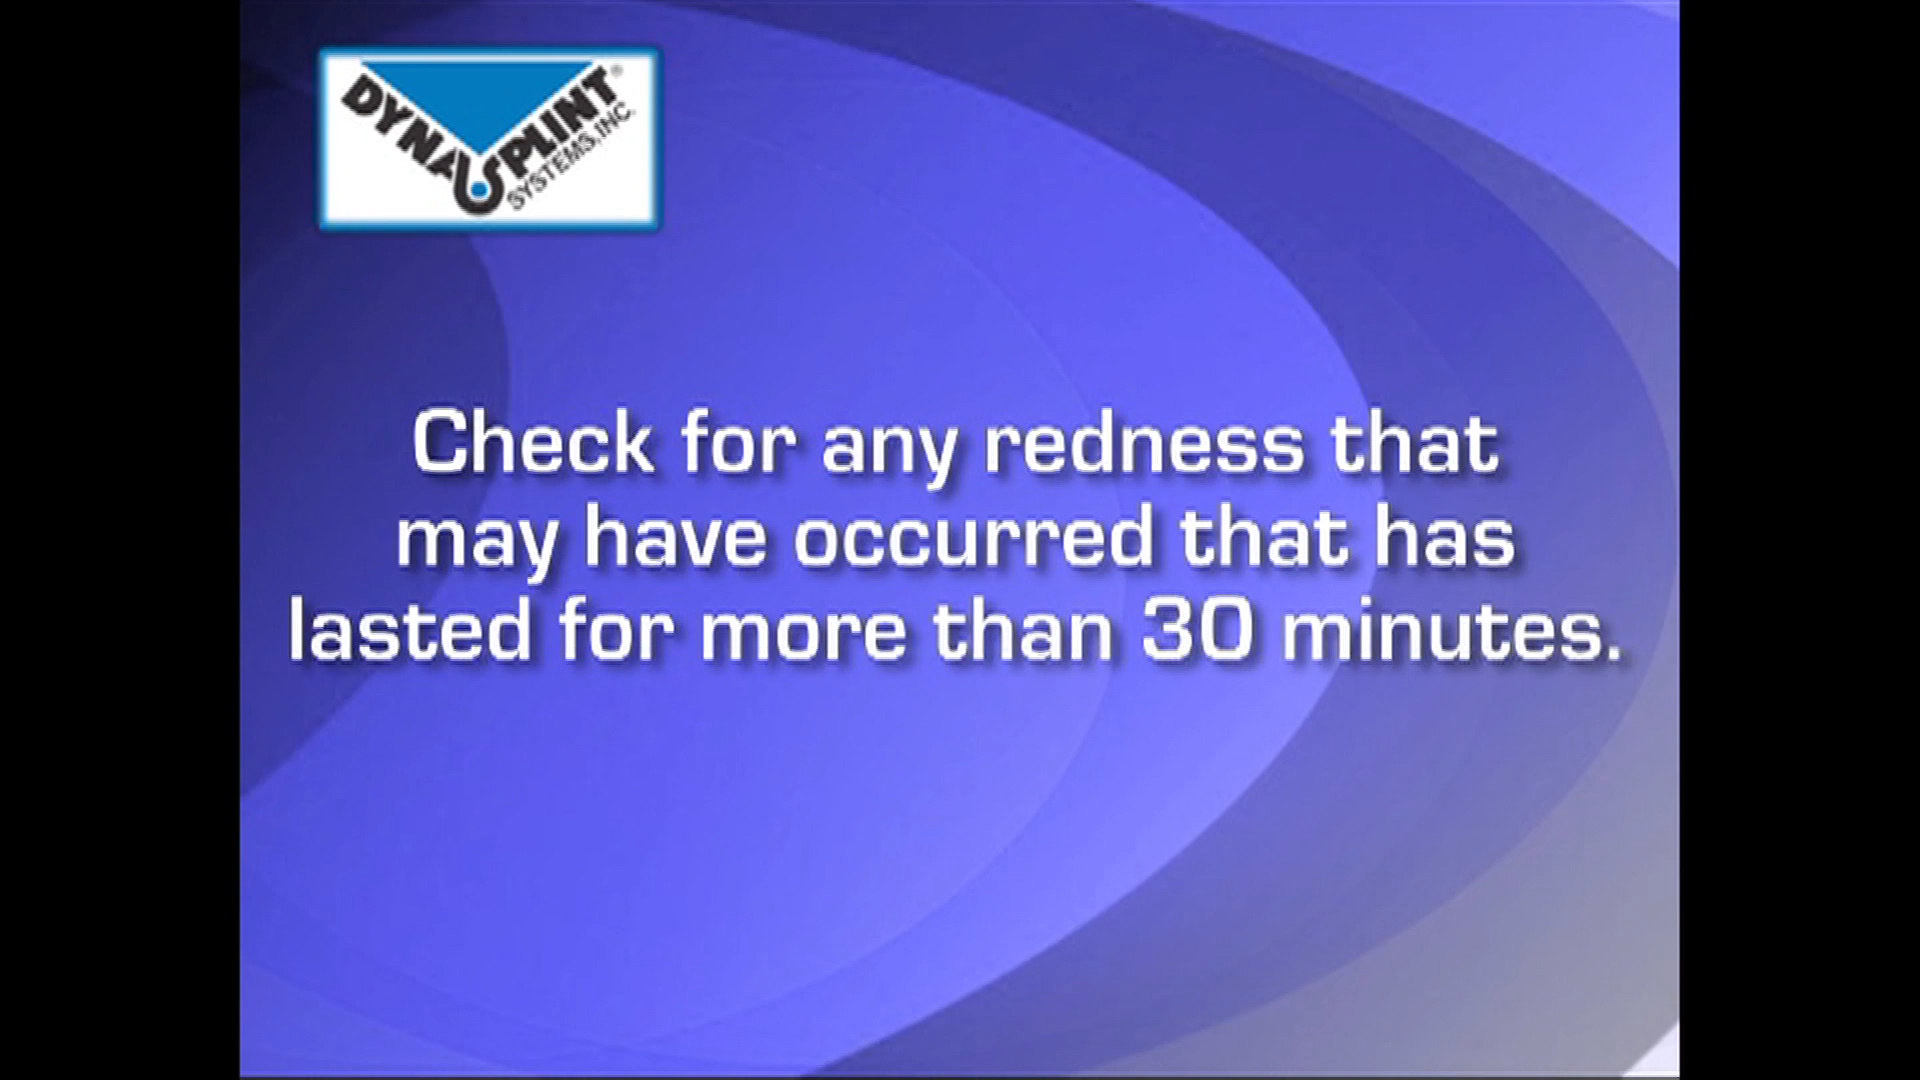 DYNASPLINT®
SYSTEMS, INC.
Check for any redness that
may have occurred that has
lasted for more than 30 minutes.